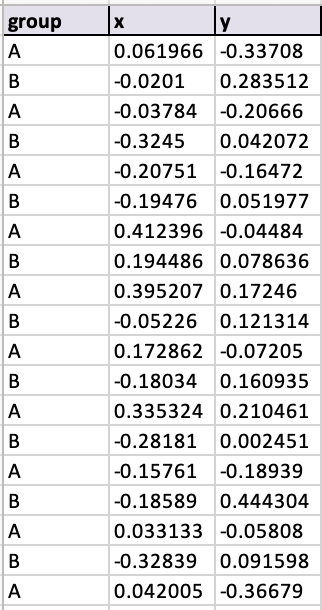 group x y
A 0.061966 -0.33708
B -0.0201 0.283512
A -0.03784 -0.20666
B -0.3245 0.042072
A -0.20751 -0.16472
B -0.19476 0.051977
A 0.412396 -0.04484
B 0.194486 0.078636
A 0.395207 0.17246
B -0.05226 0.121314
A 0.172862 -0.07205
B -0.18034 0.160935
A 0.335324 0.210461
B -0.28181 0.002451
A -0.15761 -0.18939
B -0.18589 0.444304
A 0.033133 -0.05808
B -0.32839 0.091598
A 0.042005 -0.36679